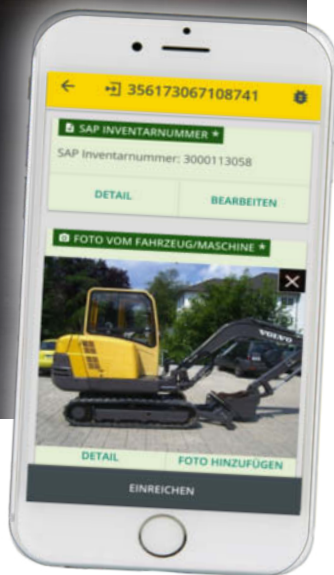 356173067108741
SAP INVENTARNUMMER *
SAP Inventarnummer: 3000113058
DETAIL BEARBEITEN
FOTO VOM FAHRZEUG/MASCHINE *
VOLVO
DETAIL FOTO HINZUFÜGEN
EINREICHEN